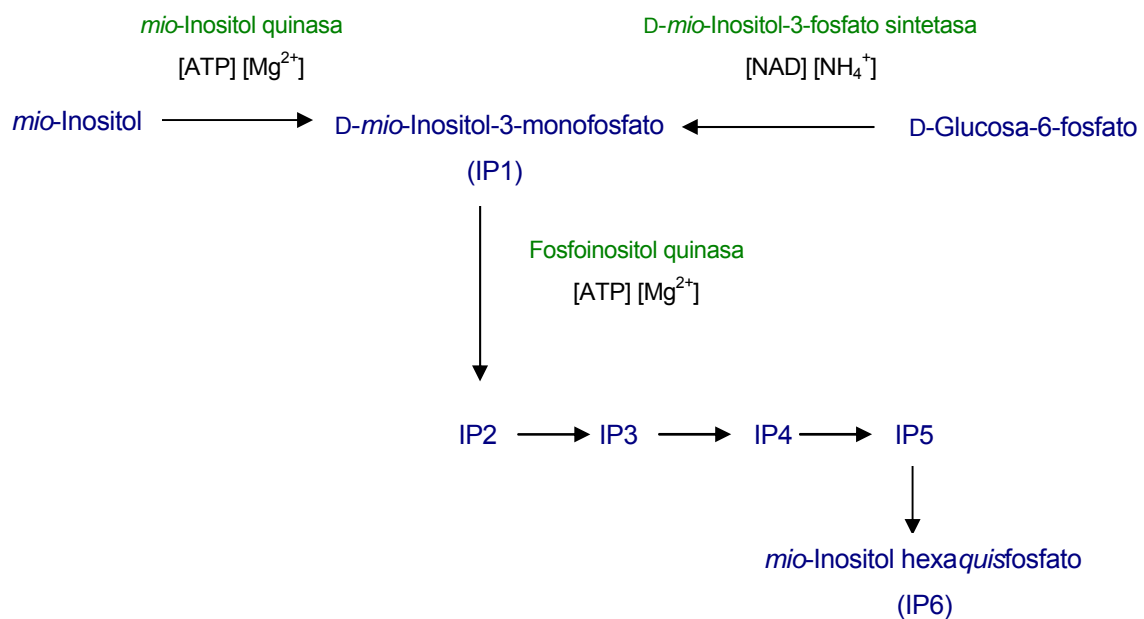 mio-Inositol quinasa
D-mio-Inositol-3-fosfato sintetasa
[ATP] [Mg²⁺]
[NAD] [NH₄⁺]
mio-Inositol
D-mio-Inositol-3-monofosfato
D-Glucosa-6-fosfato
(IP1)
Fosfoinositol quinasa
[ATP] [Mg²⁺]
IP2
IP3
IP4
IP5
mio-Inositol hexaquisfosfato
(IP6)